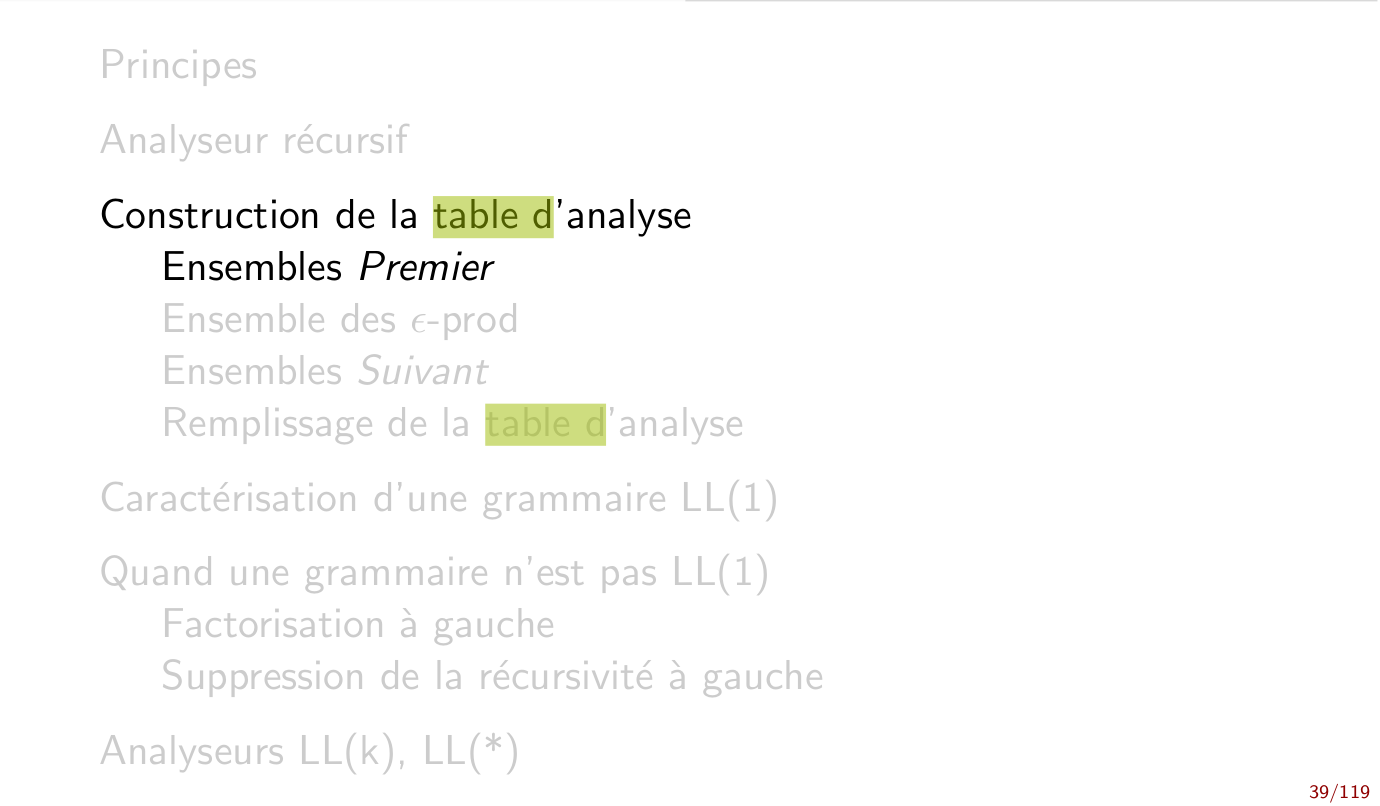 Principes
Analyseur récursif
Construction de la table d'analyse
Ensembles Premier
Ensemble des ϵ-prod
Ensembles Suivant
Remplissage de la table d'analyse
Caractérisation d'une grammaire LL(1)
Quand une grammaire n'est pas LL(1)
Factorisation à gauche
Suppression de la récursivité à gauche
Analyseurs LL(k), LL(*)
39/119